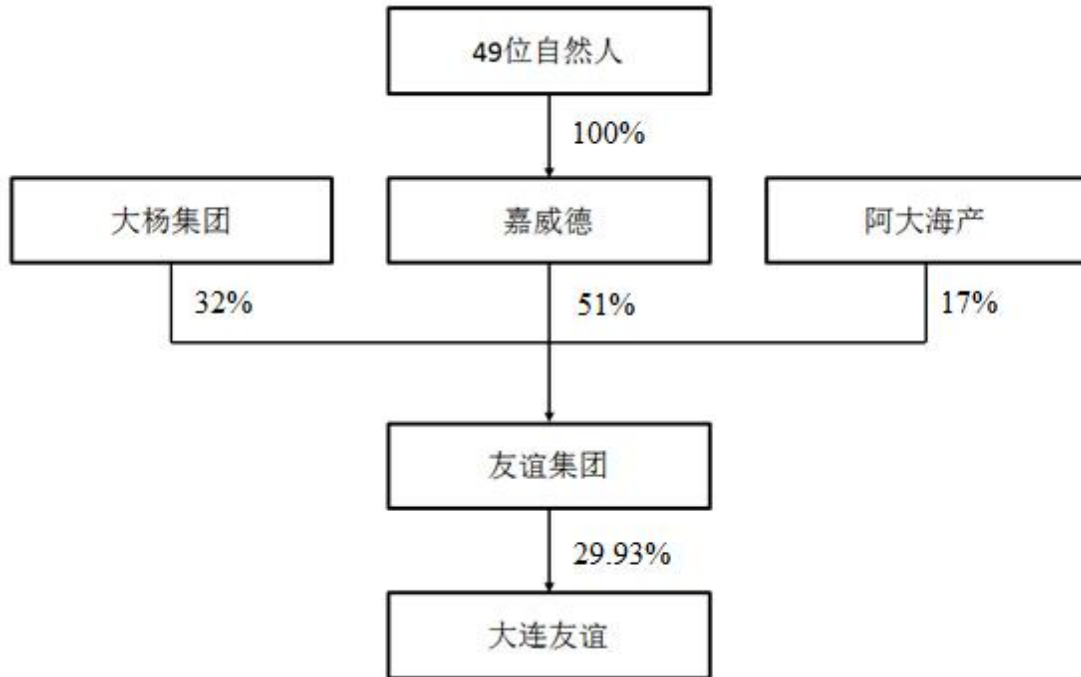 49位自然人
100%
大杨集团
嘉威德
阿大海产
32%
51%
17%
友谊集团
29.93%
大连友谊